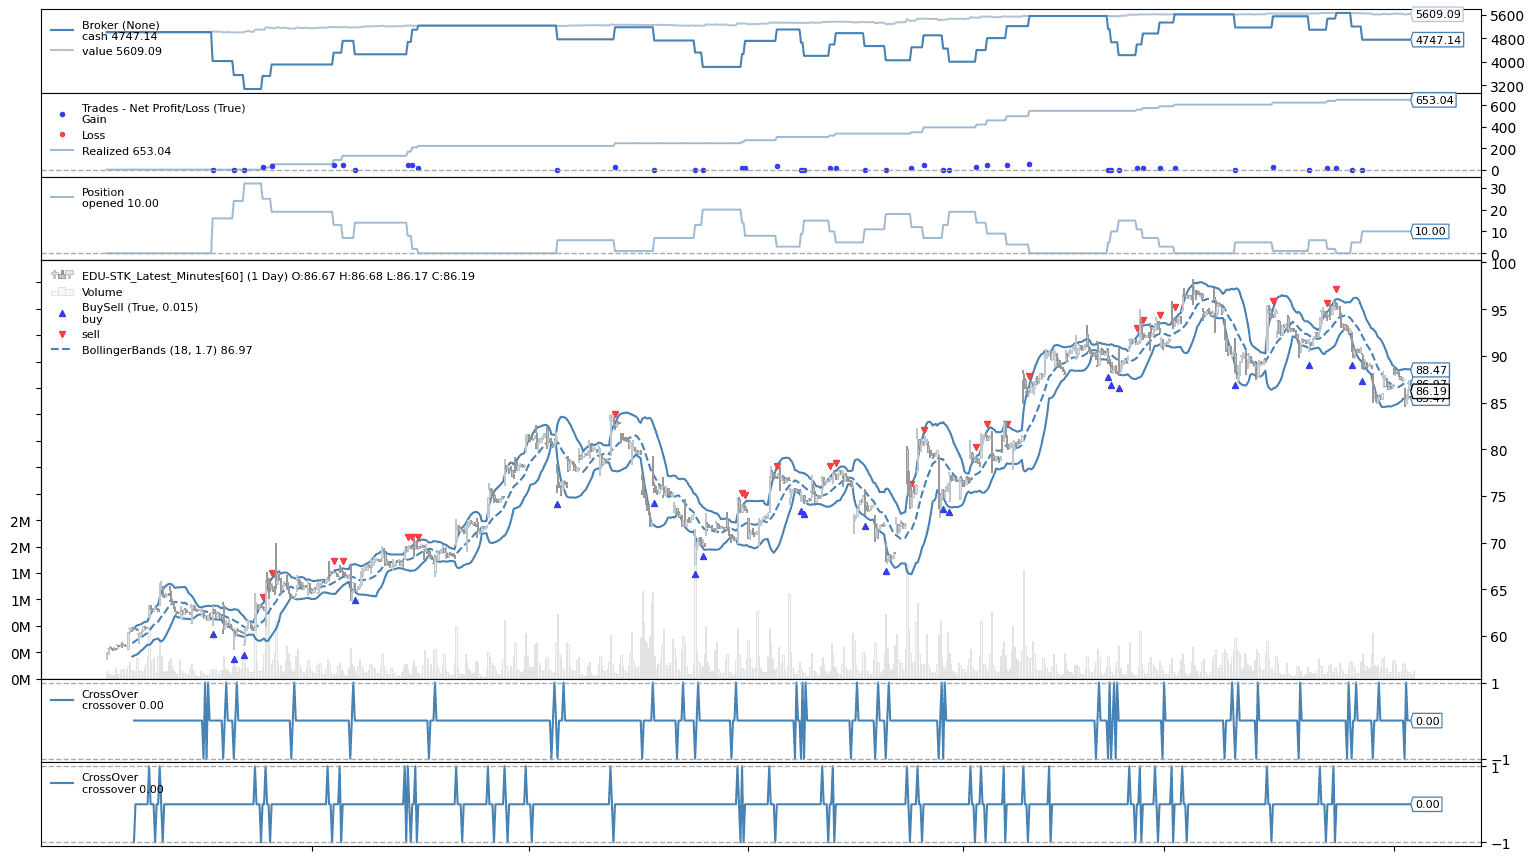 Broker (None)
cash 4747.14
value 5609.09
5609.09
5600
4800
4747.14
4000
3200
Trades - Net Profit/Loss (True)
Gain
Loss
Realized 653.04
653.04
600
400
200
0
Position
opened 10.00
30
20
10
10.00
0
EDU-STK_Latest_Minutes[60] (1 Day) O:86.67 H:86.68 L:86.17 C:86.19
Volume
BuySell (True, 0.015)
buy
sell
BollingerBands (18, 1.7) 86.97
100
95
90
88.47
86.97
86.19
85.47
85
80
75
70
65
60
2M
2M
1M
1M
0M
0M
0M
CrossOver
crossover 0.00
1
0.00
−1
CrossOver
crossover 0.00
1
0.00
−1